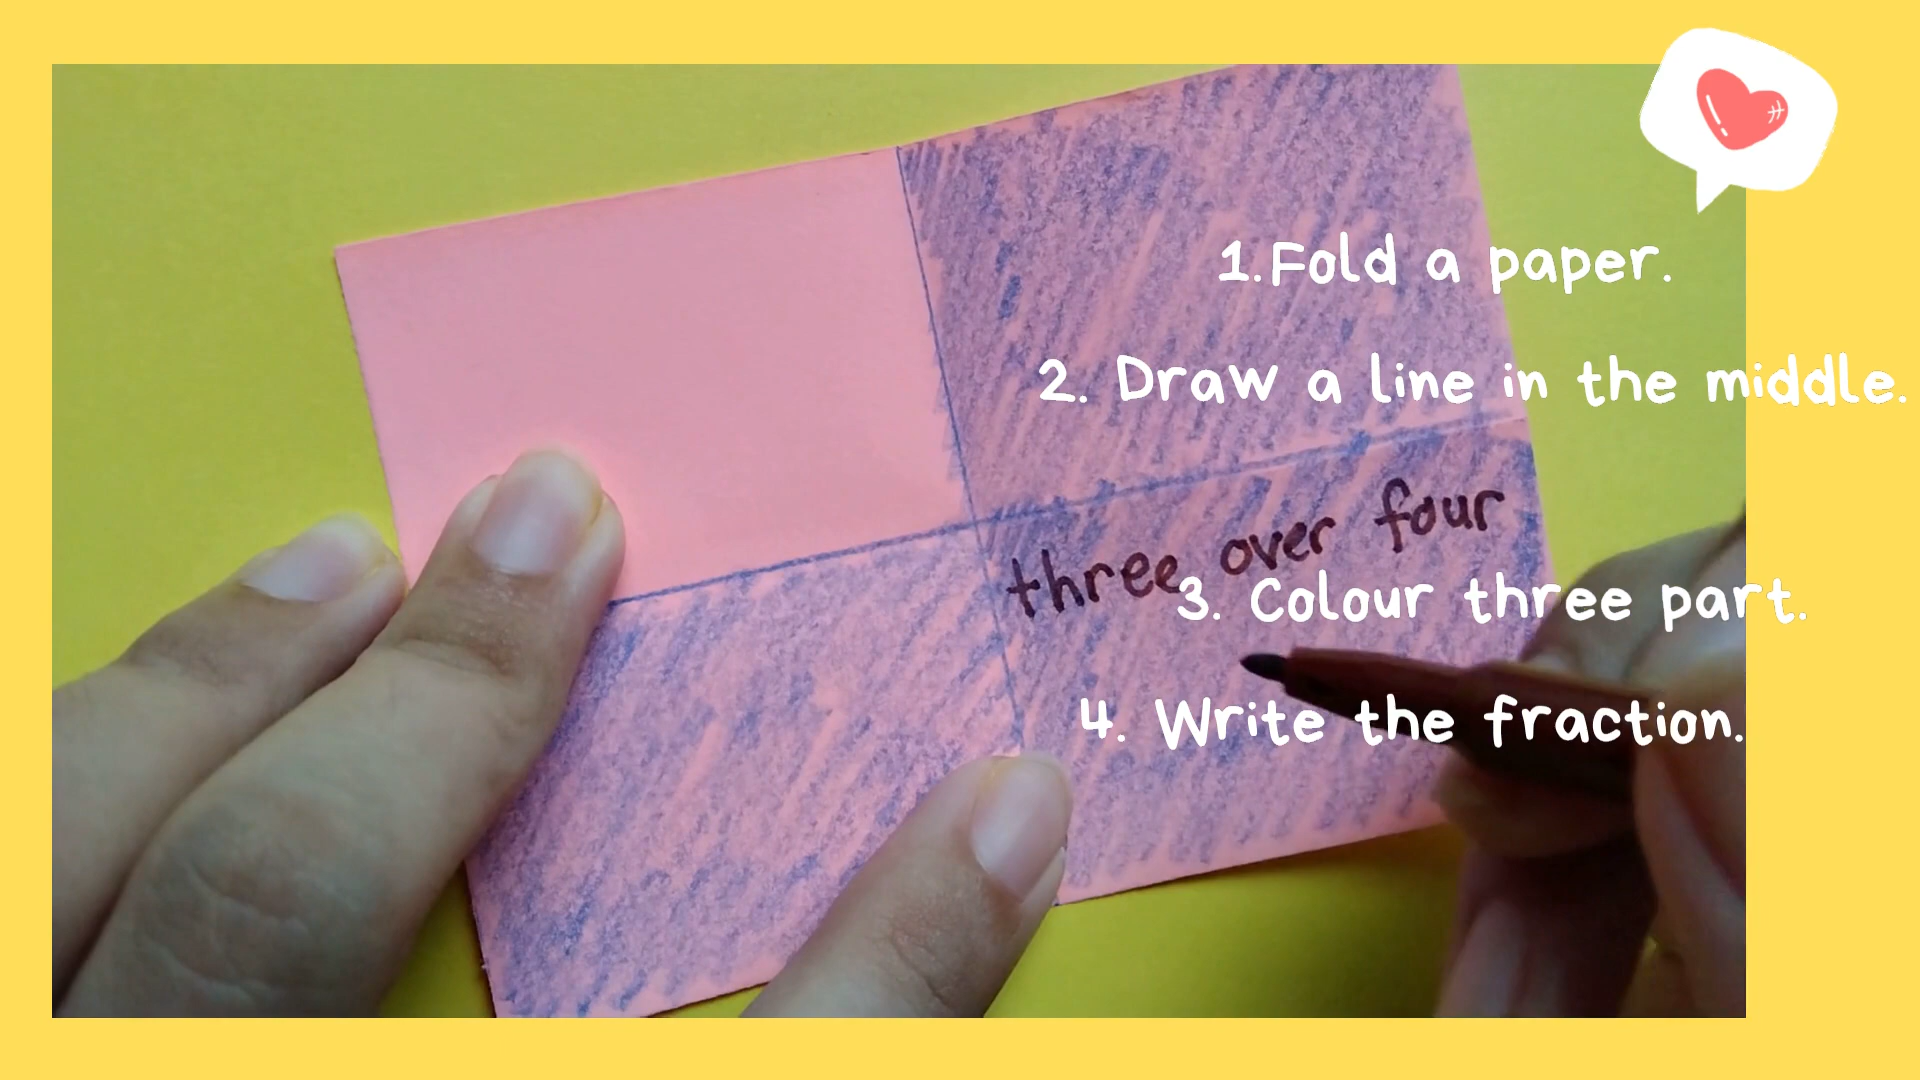 1.Fold a paper.
2. Draw a line in the middle.
three over four
3. Colour three part.
4. Write the fraction.